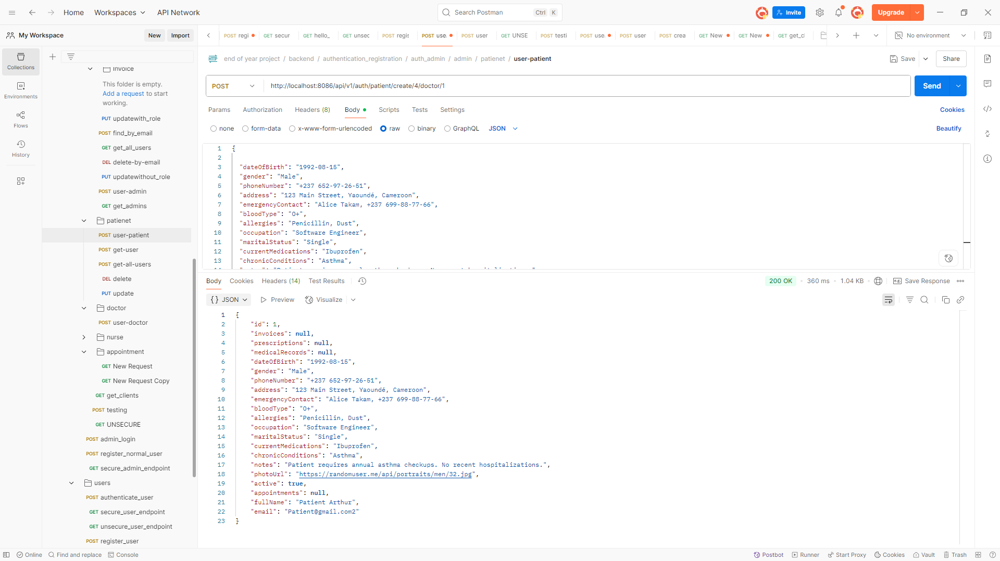 Home
Workspaces
API Network
Search Postman
Ctrl K
Invite
Upgrade
My Workspace
New
Import
POST regi
GET secur
GET hello_
GET unsec
POST regis
POST use.
POST user
GET UNSE
POST testi
POST use.
POST user
POST crea
GET New
GET New
GET get_cl
No environment
Collections
Environments
Flows
History
Invoice
This folder is empty.
Add a request to start
working.
PUT updatewith_role
POST find_by_email
GET get_all_users
DEL delete-by-email
PUT updatewithout_role
POST user-admin
GET get_admins
patienet
POST user-patient
POST get-user
POST get-all-users
DEL delete
PUT update
doctor
POST user-doctor
nurse
appointment
GET New Request
GET New Request Copy
GET get_clients
POST testing
GET UNSECURE
POST admin_login
POST register_normal_user
GET secure_admin_endpoint
users
POST authenticate_user
GET secure_user_endpoint
GET unsecure_user_endpoint
POST register_user
HTTP end of year project / backend / authentication_registration / auth_admin / admin / patienet / user-patient
Save
Share
POST
http://localhost:8086/api/v1/auth/patient/create/4/doctor/1
Send
Params
Authorization
Headers (8)
Body
Scripts
Tests
Settings
Cookies
none
form-data
x-www-form-urlencoded
raw
binary
GraphQL
JSON
Beautify
1 {
2
3 "dateOfBirth": "1992-08-15",
4 "gender": "Male",
5 "phoneNumber": "+237 652-97-26-51",
6 "address": "123 Main Street, Yaoundé, Cameroon",
7 "emergencyContact": "Alice Takam, +237 699-88-77-66",
8 "bloodType": "O+",
9 "allergies": "Penicillin, Dust",
10 "occupation": "Software Engineer",
11 "maritalStatus": "Single",
12 "currentMedications": "Ibuprofen",
13 "chronicConditions": "Asthma",
Body
Cookies
Headers (14)
Test Results
200 OK
360 ms
1.04 KB
e.g. Save Response
{} JSON
Preview
Visualize
1 {
2 "id": 1,
3 "invoices": null,
4 "prescriptions": null,
5 "medicalRecords": null,
6 "dateOfBirth": "1992-08-15",
7 "gender": "Male",
8 "phoneNumber": "+237 652-97-26-51",
9 "address": "123 Main Street, Yaoundé, Cameroon",
10 "emergencyContact": "Alice Takam, +237 699-88-77-66",
11 "bloodType": "O+",
12 "allergies": "Penicillin, Dust",
13 "occupation": "Software Engineer",
14 "maritalStatus": "Single",
15 "currentMedications": "Ibuprofen",
16 "chronicConditions": "Asthma",
17 "notes": "Patient requires annual asthma checkups. No recent hospitalizations.",
18 "photoUrl": "https://randomuser.me/api/portraits/men/32.jpg",
19 "active": true,
20 "appointments": null,
21 "fullName": "Patient Arthur",
22 "email": "Patient@gmail.com2"
23 }
Online
Find and replace
Console
Postbot
Runner
Start Proxy
Cookies
Vault
Trash